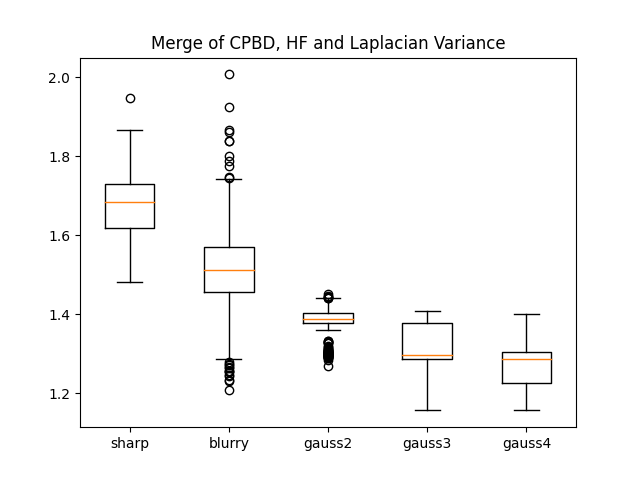 Merge of CPBD, HF and Laplacian Variance
2.0
1.8
1.6
1.4
1.2
sharp blurry gauss2 gauss3 gauss4